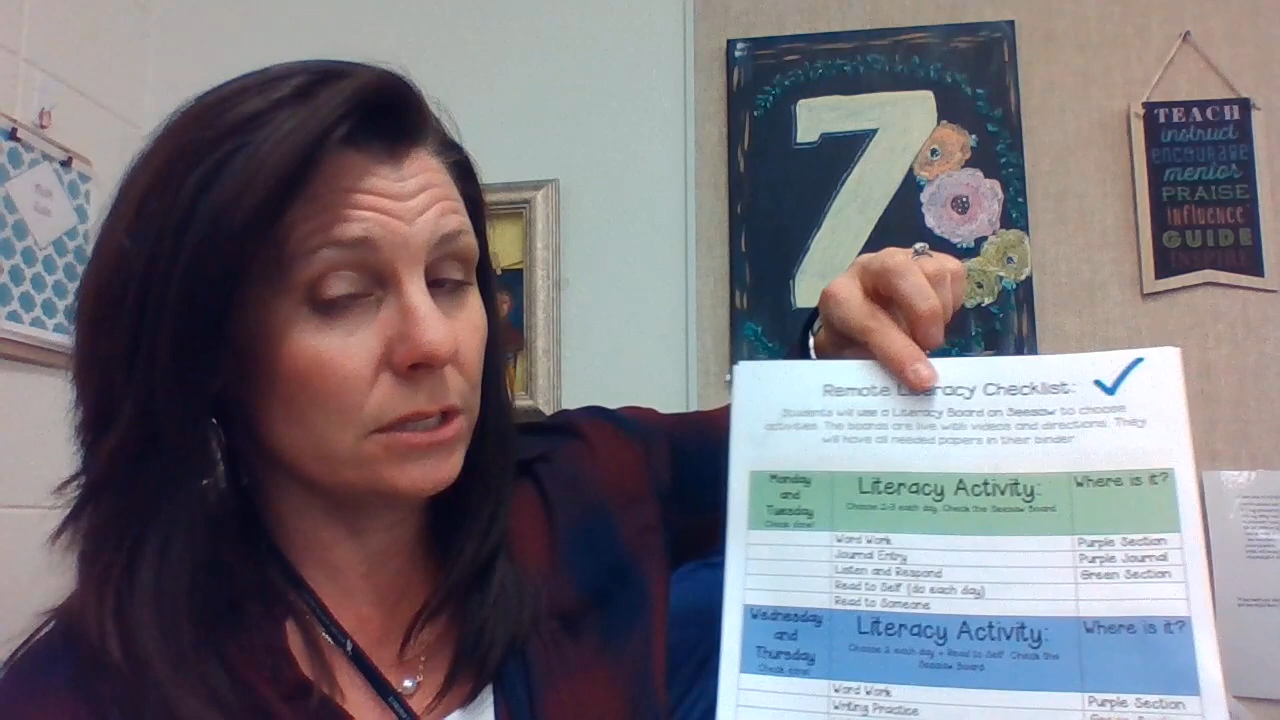 Z
TEACH
instruct
encourage
mentor
PRAISE
influence
GUIDE
INSPIRE
Remote Literacy Checklist:
Students will use a Literacy Board on Seesaw to choose
activities. The boards are live with videos and directions. They
will have all needed papers in their binder
Monday and Tuesday Check done! Literacy Activity: Where is it?
Choose 2-3 each day. Check the Seesaw Board
Word Work Purple Section
Journal Entry Purple Journal
Listen and Respond Green Section
Read to Self (do each day)
Read to Someone
Wednesday and Thursday Check done! Literacy Activity: Where is it?
Choose 2 each day + Read to Self. Check the
Seesaw Board
Word Work Purple Section
Writing Practice